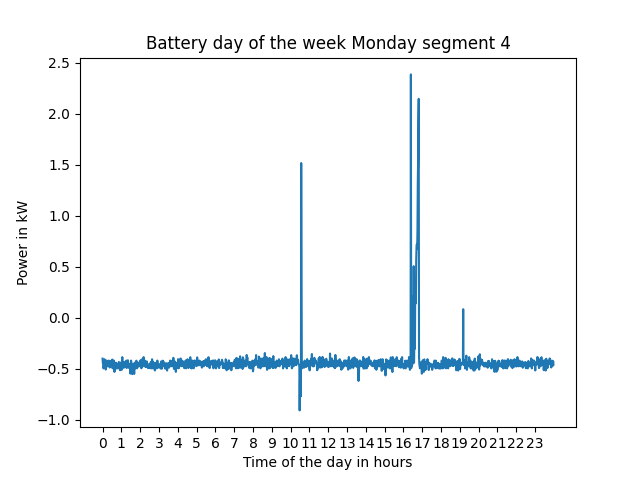 Battery day of the week Monday segment 4
Power in kW
2.5
2.0
1.5
1.0
0.5
0.0
−0.5
−1.0
0 1 2 3 4 5 6 7 8 9 10 11 12 13 14 15 16 17 18 19 20 21 22 23
Time of the day in hours